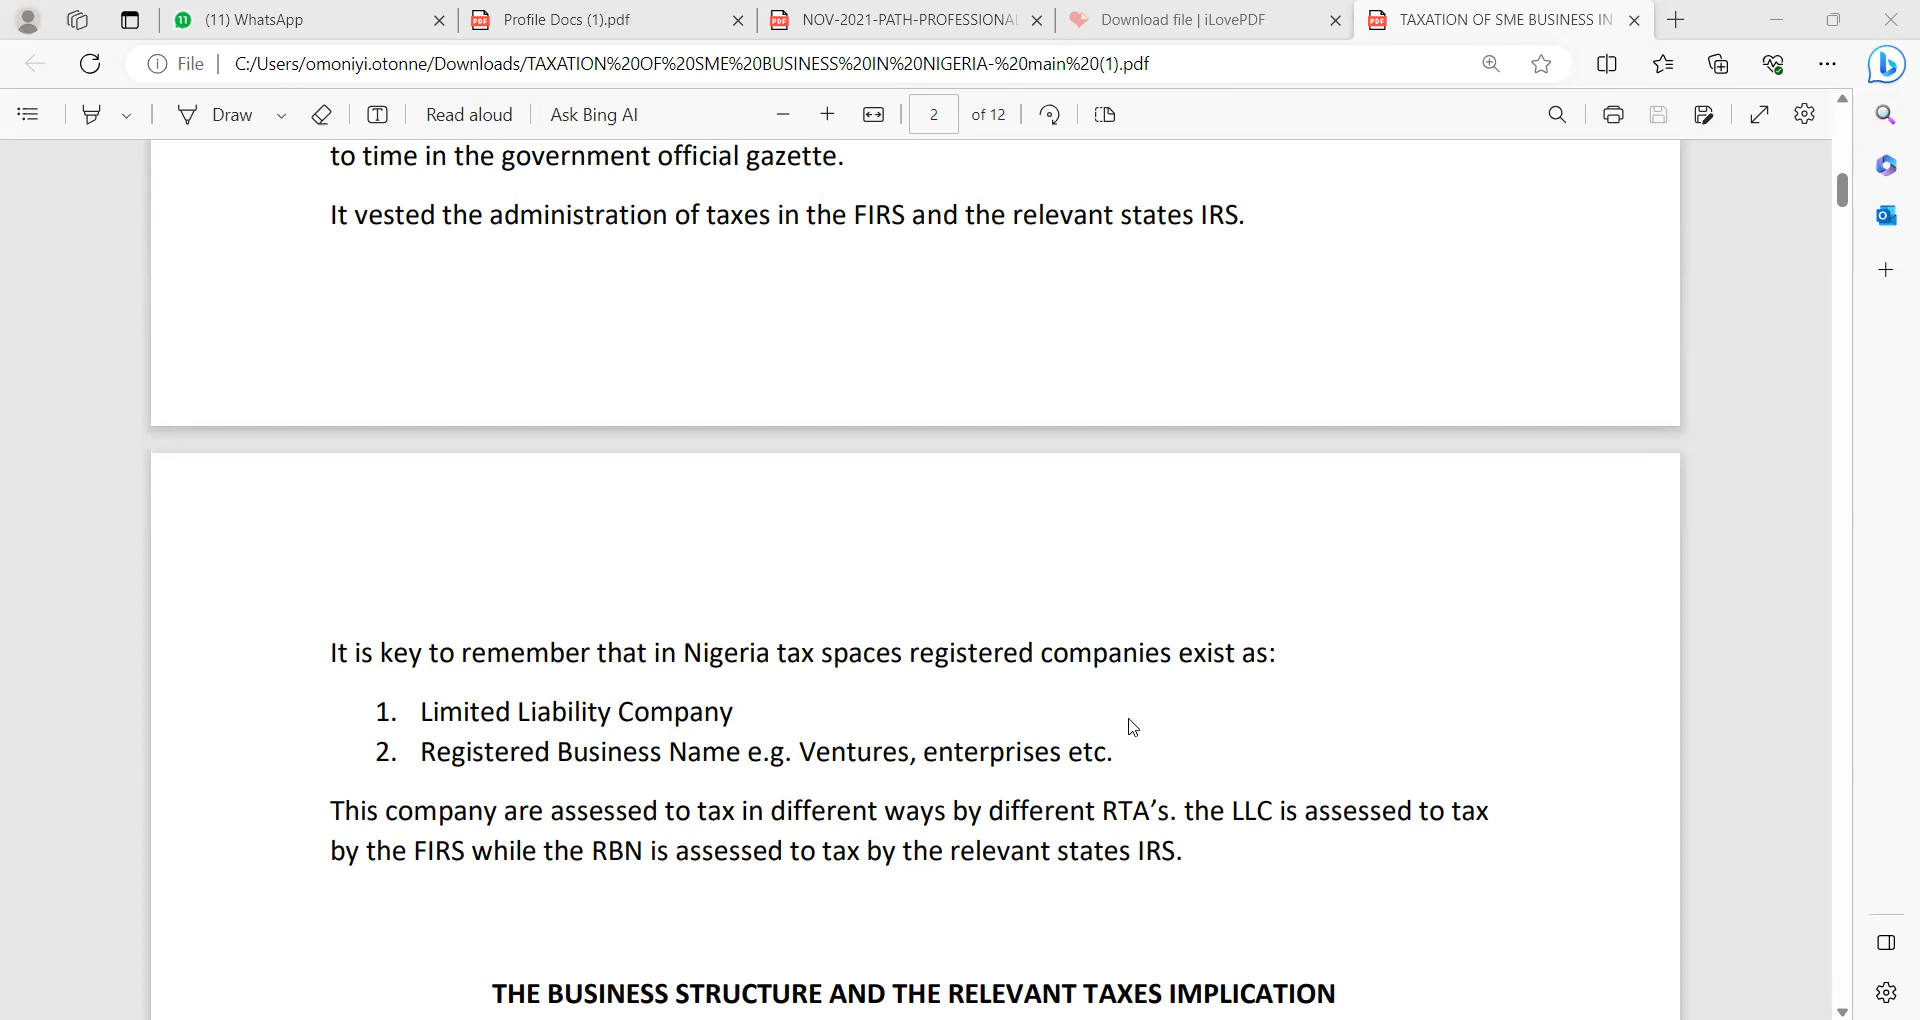 (11) WhatsApp
Profile Docs (1).pdf
NOV-2021-PATH-PROFESSIONAL
Download file | iLovePDF
TAXATION OF SME BUSINESS IN
File
C:/Users/omoniyi.otonne/Downloads/TAXATION%20OF%20SME%20BUSINESS%20IN%20NIGERIA-%20main%20(1).pdf
Draw
Read aloud
Ask Bing AI
2
of 12
to time in the government official gazette.
It vested the administration of taxes in the FIRS and the relevant states IRS.
It is key to remember that in Nigeria tax spaces registered companies exist as:
1. Limited Liability Company
2. Registered Business Name e.g. Ventures, enterprises etc.
This company are assessed to tax in different ways by different RTA’s. the LLC is assessed to tax
by the FIRS while the RBN is assessed to tax by the relevant states IRS.
THE BUSINESS STRUCTURE AND THE RELEVANT TAXES IMPLICATION